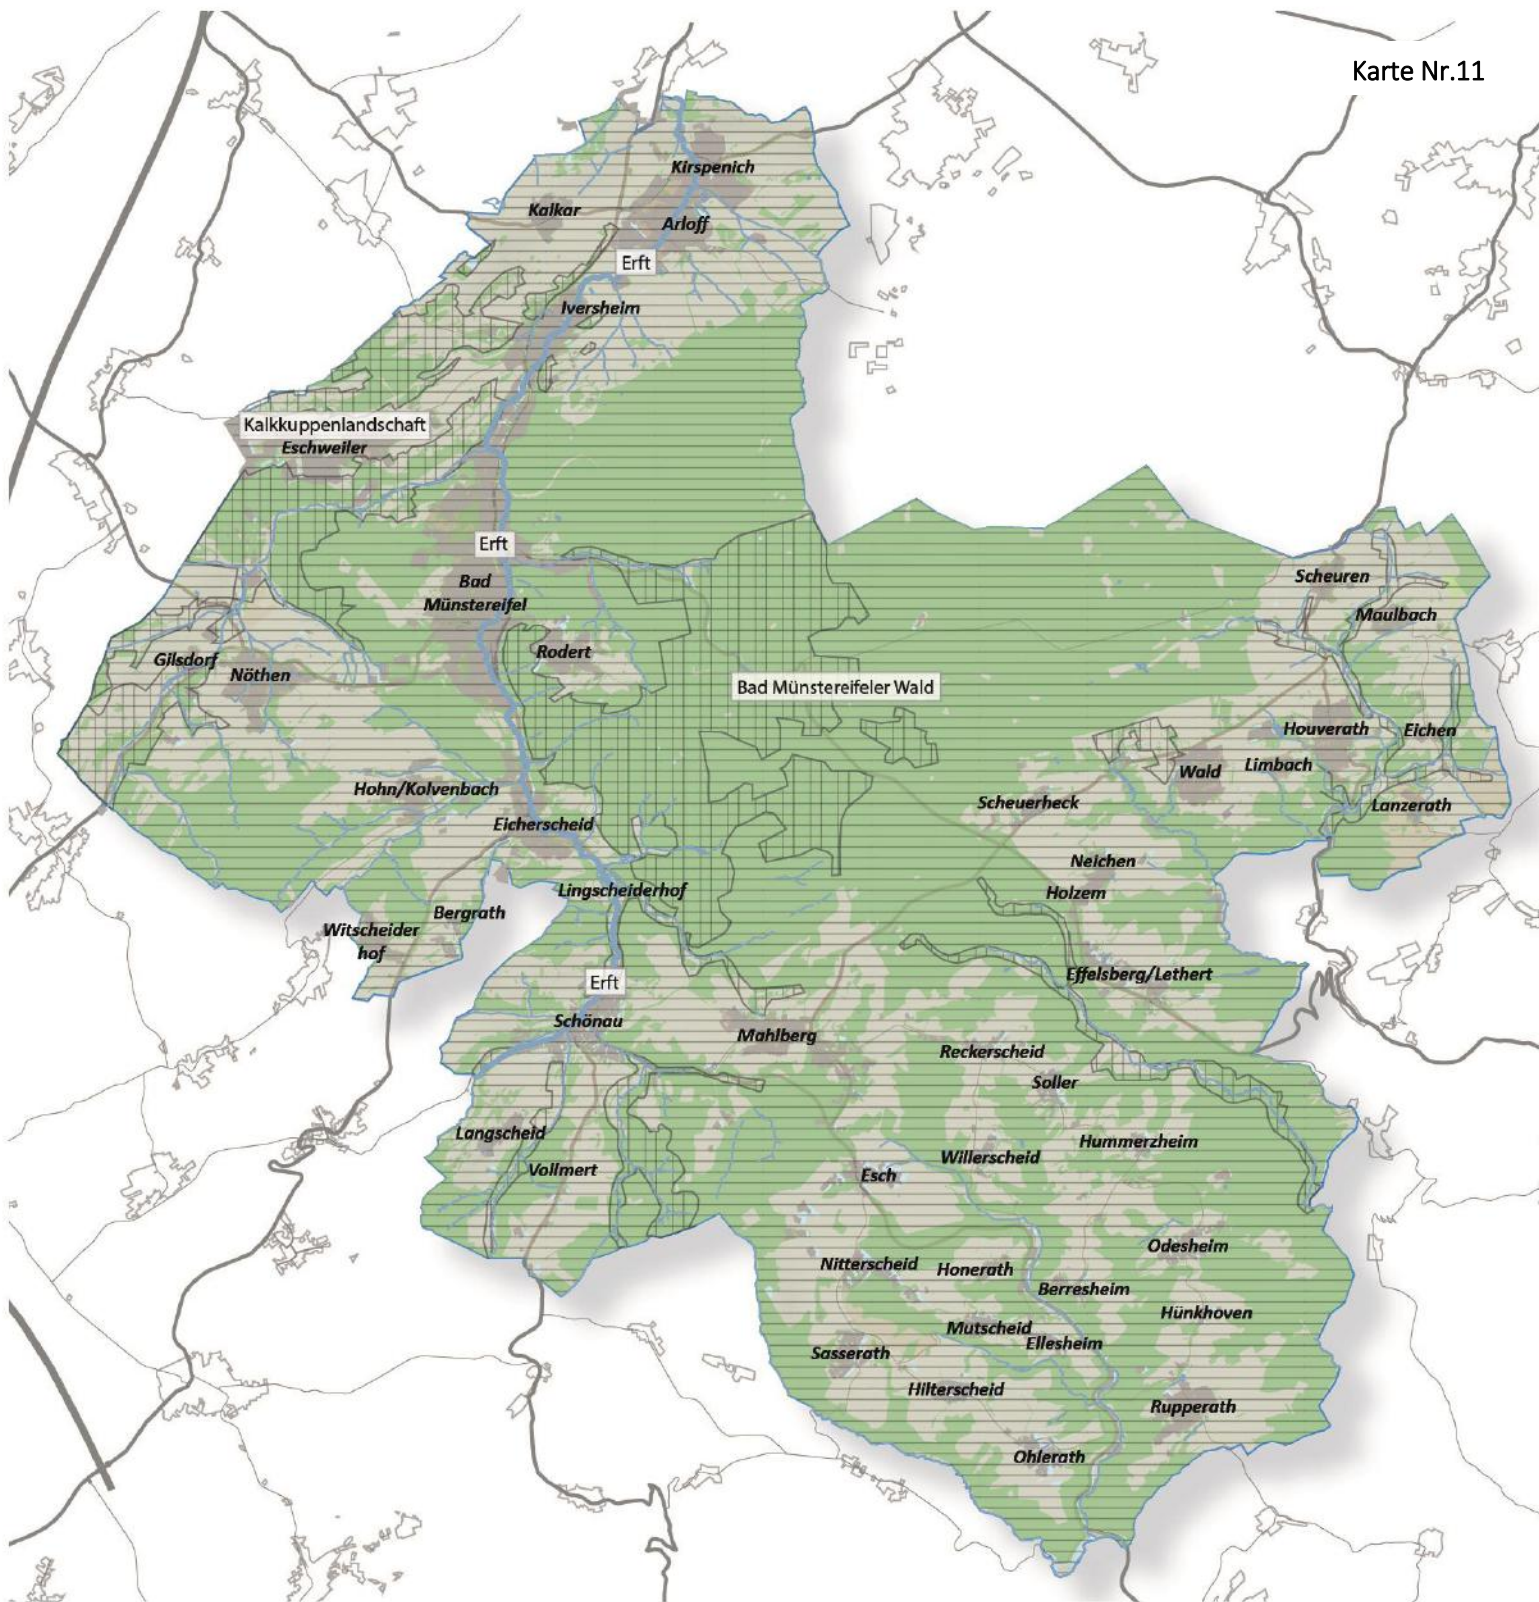 Karte Nr.11
Kirspenich
Kalkar
Arloff
Erft
Iversheim
Kalkkuppenlandschaft
Eschweiler
Erft
Bad
Münstereifel
Scheuren
Maulbach
Rodert
Gilsdorf
Nöthen
Bad Münstereifeler Wald
Houverath
Eichen
Limbach
Wald
Hohn/Kolvenbach
Scheuerheck
Lanzerath
Eicherscheid
Neichen
Holzem
Lingscheiderhof
Bergrath
Witscheider
hof
Effelsberg/Lethert
Erft
Schönau
Mahlberg
Reckerscheid
Soller
Langscheid
Hummerzheim
Willerscheid
Vollmert
Esch
Odesheim
Nitterscheid
Honerath
Berresheim
Hünkhoven
Mutscheid
Ellesheim
Sasserath
Hilterscheid
Rupperath
Ohlerath